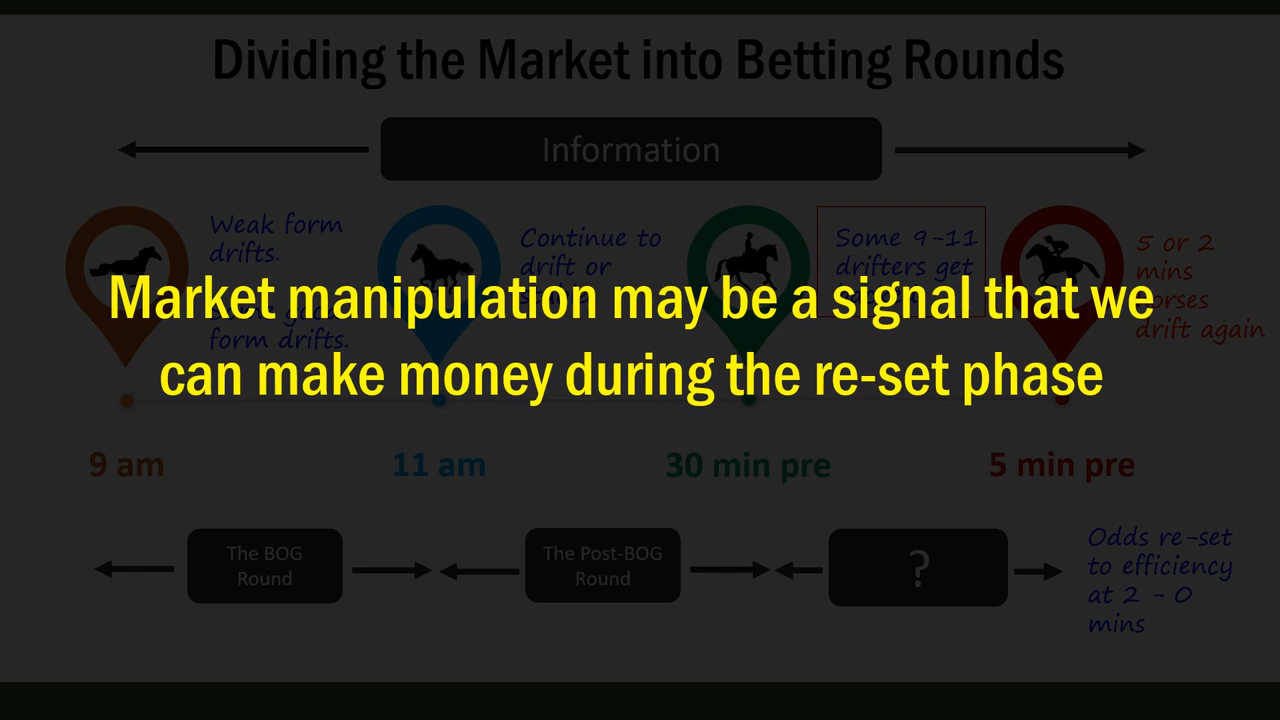 Dividing the Market into Betting Rounds
Information
Weak form
drifts.
form drifts.
Continue to
drift or
Some 9-11
drifters get
5 or 2
mins
drift again
Market manipulation may be a signal that we
can make money during the re-set phase
9 am
11 am
30 min pre
5 min pre
The BOG
Round
The Post-BOG
Round
?
Odds re-set
to efficiency
at 2 - 0
mins